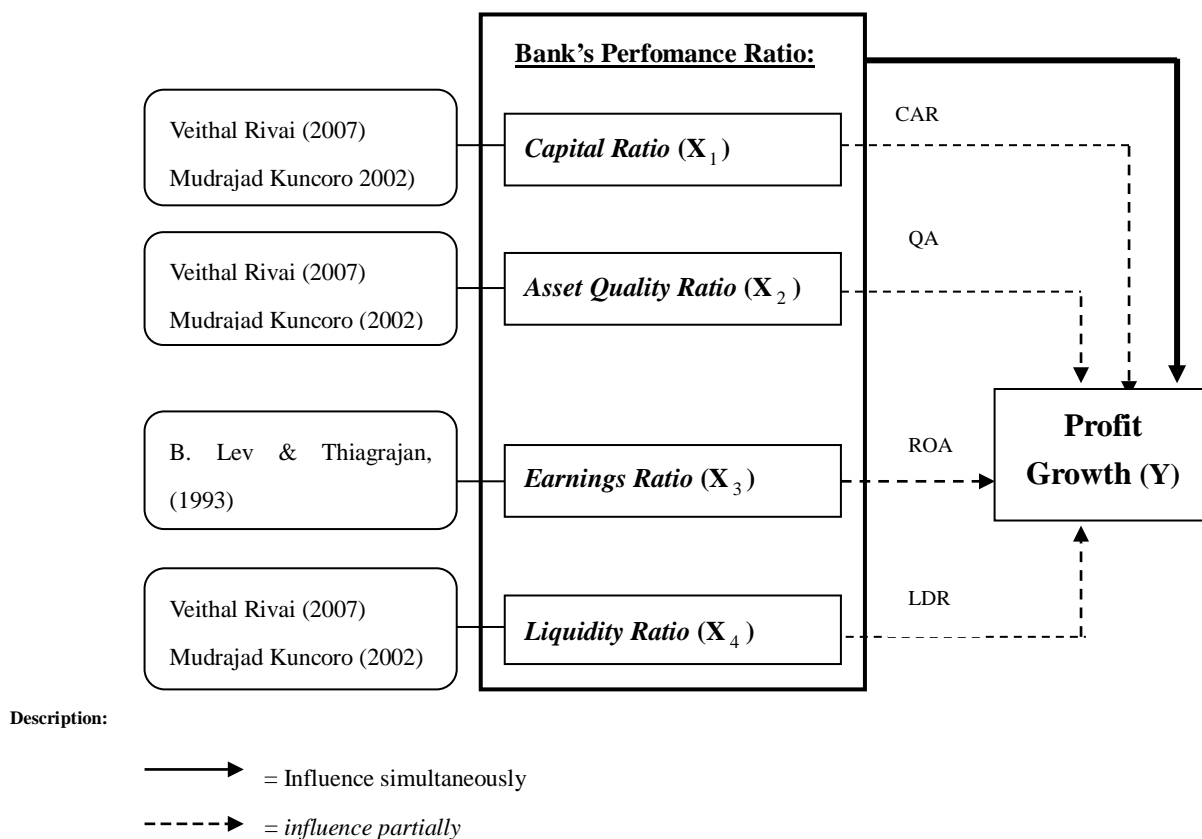 Bank's Perfomance Ratio:
Veithal Rivai (2007)
Mudrajad Kuncoro 2002)
Capital Ratio (X1)
CAR
Veithal Rivai (2007)
Mudrajad Kuncoro (2002)
Asset Quality Ratio (X2)
QA
B. Lev & Thiagrajan,
(1993)
Earnings Ratio (X3)
ROA
Profit
Growth (Y)
Veithal Rivai (2007)
Mudrajad Kuncoro (2002)
Liquidity Ratio (X4)
LDR
Description:
= Influence simultaneously
= influence partially